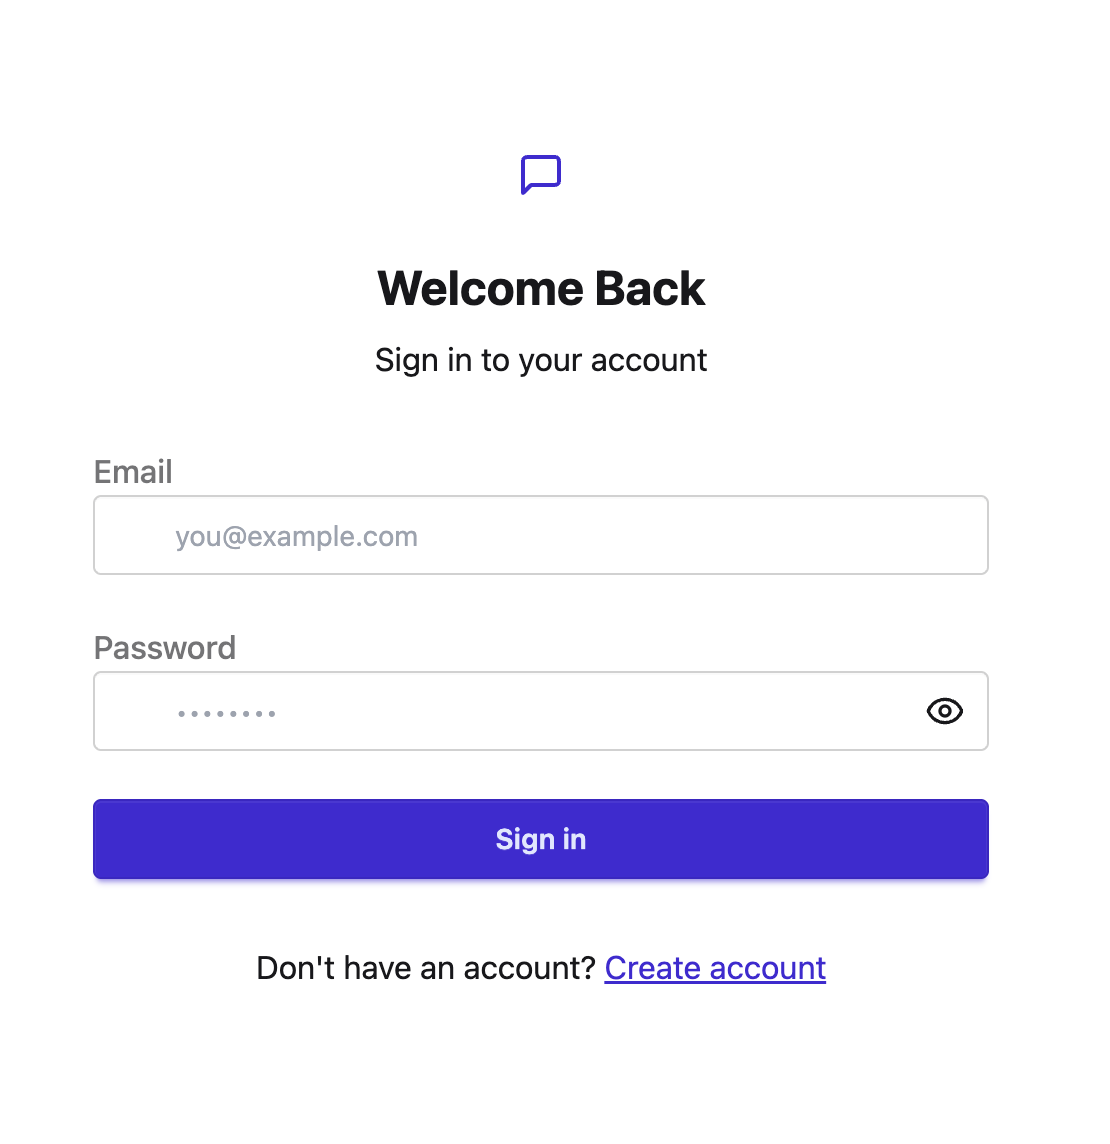 Welcome Back
Sign in to your account
Email
you@example.com
Password
••••••••
Sign in
Don't have an account? Create account